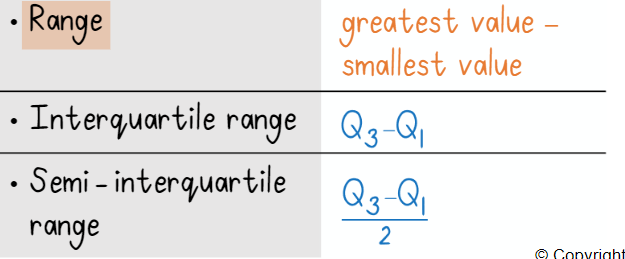 • Range
greatest value –
smallest value
• Interquartile range
Q₃–Q₁
• Semi-interquartile
range
Q₃–Q₁
2
© Copyright